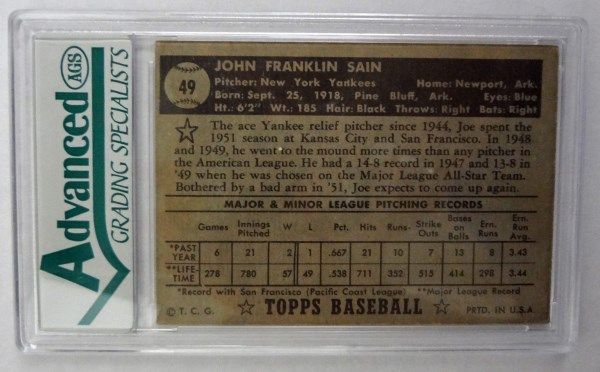 Advanced
AGS
GRADING SPECIALISTS
49
JOHN FRANKLIN SAIN
Pitcher: New York Yankees Home: Newport, Ark.
Born: Sept. 25, 1918, Pine Bluff, Ark. Eyes: Blue
Ht.: 6'2" Wt.: 185 Hair: Black Throws: Right Bats: Right
The ace Yankee relief pitcher since 1944, Joe spent the
1951 season at Kansas City and San Francisco. In 1948
and 1949, he went to the mound more times than any pitcher in
the American League. He had a 14-8 record in 1947 and 13-8 in
'49 when he was chosen on the Major League All-Star Team.
Bothered by a bad arm in '51, Joe expects to come up again.
MAJOR & MINOR LEAGUE PITCHING RECORDS
Games Innings Pitched W L Pct. Hits Runs Strike Outs Bases on Balls Ern. Runs Ern. Run Avg.
*PAST YEAR 6 21 2 1 .667 21 10 7 13 8 3.43
**LIFE-TIME 278 780 57 49 .538 711 352 515 414 298 3.44
*Record with San Francisco (Pacific Coast League) **Major League Record
© T.C.G. TOPPS BASEBALL PRTD. IN U.S.A.